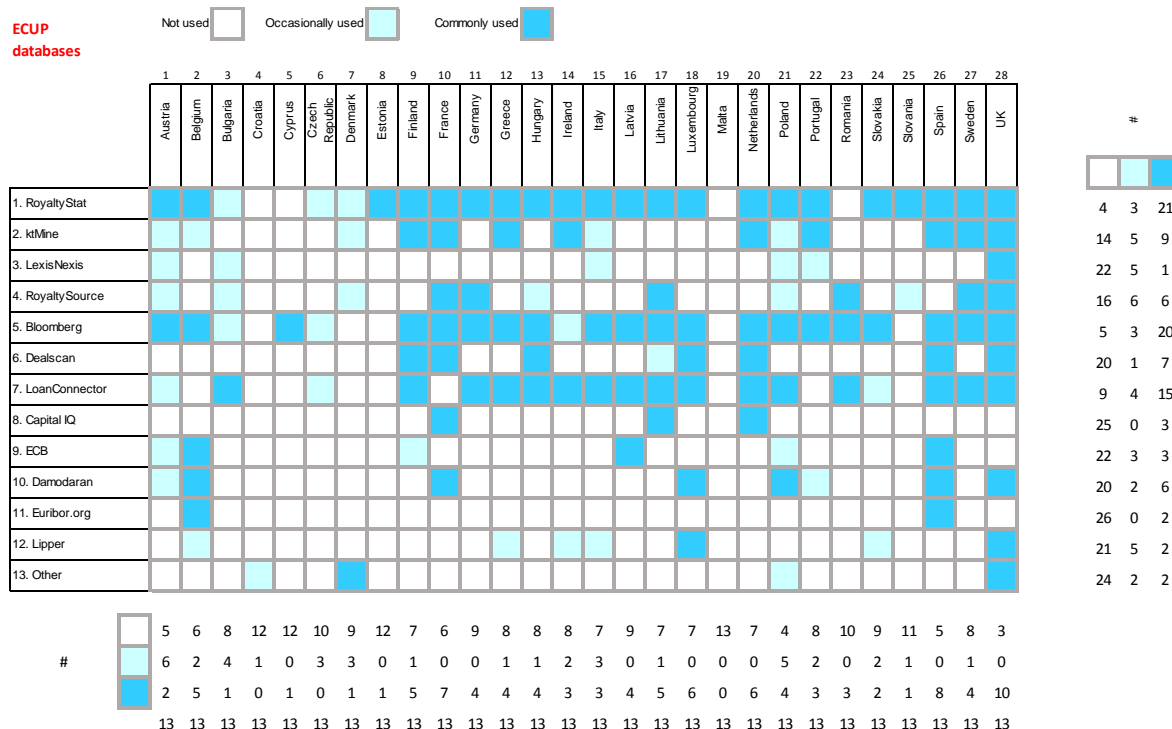 ECUP
databases
Not used
Occasionally used
Commonly used
1 2 3 4 5 6 7 8 9 10 11 12 13 14 15 16 17 18 19 20 21 22 23 24 25 26 27 28
Austria
Belgium
Bulgaria
Croatia
Cyprus
Czech
Republic
Denmark
Estonia
Finland
France
Germany
Greece
Hungary
Ireland
Italy
Latvia
Lithuania
Luxembourg
Malta
Netherlands
Poland
Portugal
Romania
Slovakia
Slovania
Spain
Sweden
UK
#
1. RoyaltyStat 4 3 21
2. ktMine 14 5 9
3. LexisNexis 22 5 1
4. RoyaltySource 16 6 6
5. Bloomberg 5 3 20
6. Dealscan 20 1 7
7. LoanConnector 9 4 15
8. Capital IQ 25 0 3
9. ECB 22 3 3
10. Damodaran 20 2 6
11. Euribor.org 26 0 2
12. Lipper 21 5 2
13. Other 24 2 2
5 6 8 12 12 10 9 12 7 6 9 8 8 8 7 9 7 7 13 7 4 8 10 9 11 5 8 3
# 6 2 4 1 0 3 3 0 1 0 0 1 1 2 3 0 1 0 0 0 5 2 0 2 1 0 1 0
2 5 1 0 1 0 1 1 5 7 4 4 4 3 3 4 5 6 0 6 4 3 3 2 1 8 4 10
13 13 13 13 13 13 13 13 13 13 13 13 13 13 13 13 13 13 13 13 13 13 13 13 13 13 13 13